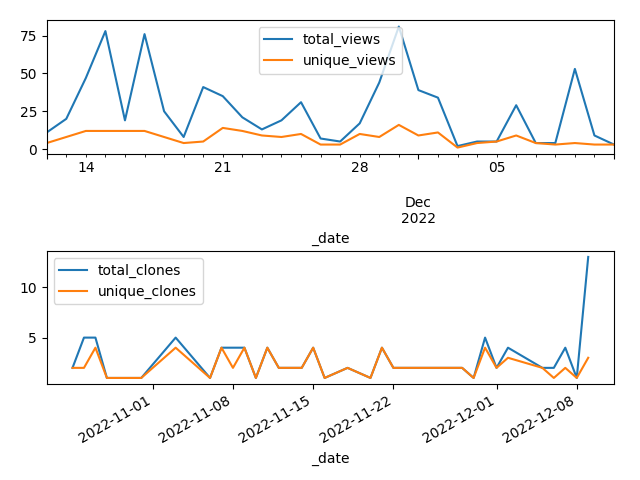 75
50
25
0
total_views
unique_views
14
21
28
05
Dec
2022
_date
10
5
total_clones
unique_clones
2022-11-01
2022-11-08
2022-11-15
2022-11-22
2022-12-01
2022-12-08
_date